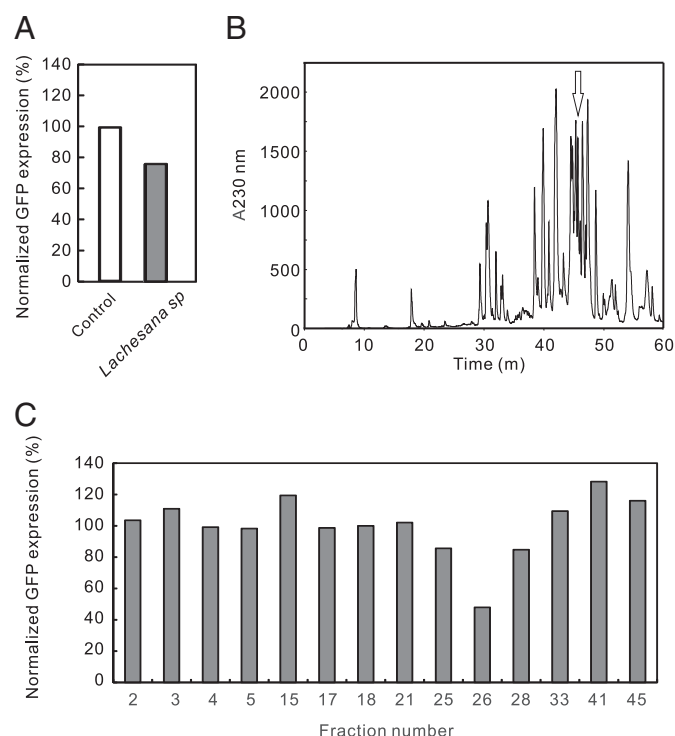 A
Normalized GFP expression (%)
140
120
100
80
60
40
20
0
Control
Lachesana sp
B
A230 nm
2000
1500
1000
500
0
0 10 20 30 40 50 60
Time (m)
C
Normalized GFP expression (%)
140
120
100
80
60
40
20
0
2 3 4 5 15 17 18 21 25 26 28 33 41 45
Fraction number